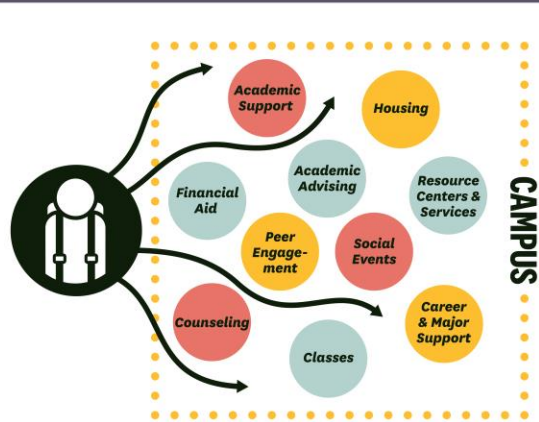 Academic
Support
Housing
Academic
Advising
Resource
Centers &
Services
Financial
Aid
Peer
Engage-
ment
Social
Events
CAMPUS
Counseling
Career
& Major
Support
Classes